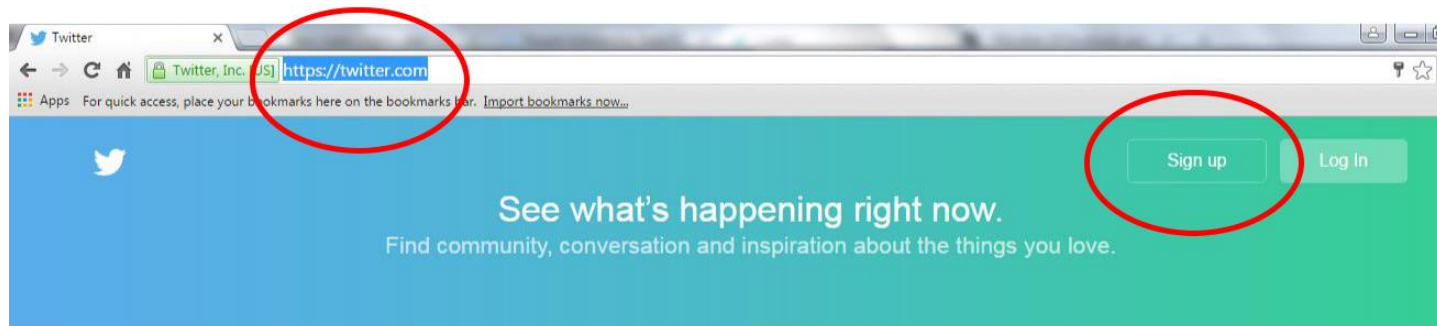 Twitter
Twitter, Inc. [US] https://twitter.com
Apps For quick access, place your bookmarks here on the bookmarks bar. Import bookmarks now...
Sign up Log In
See what's happening right now.
Find community, conversation and inspiration about the things you love.